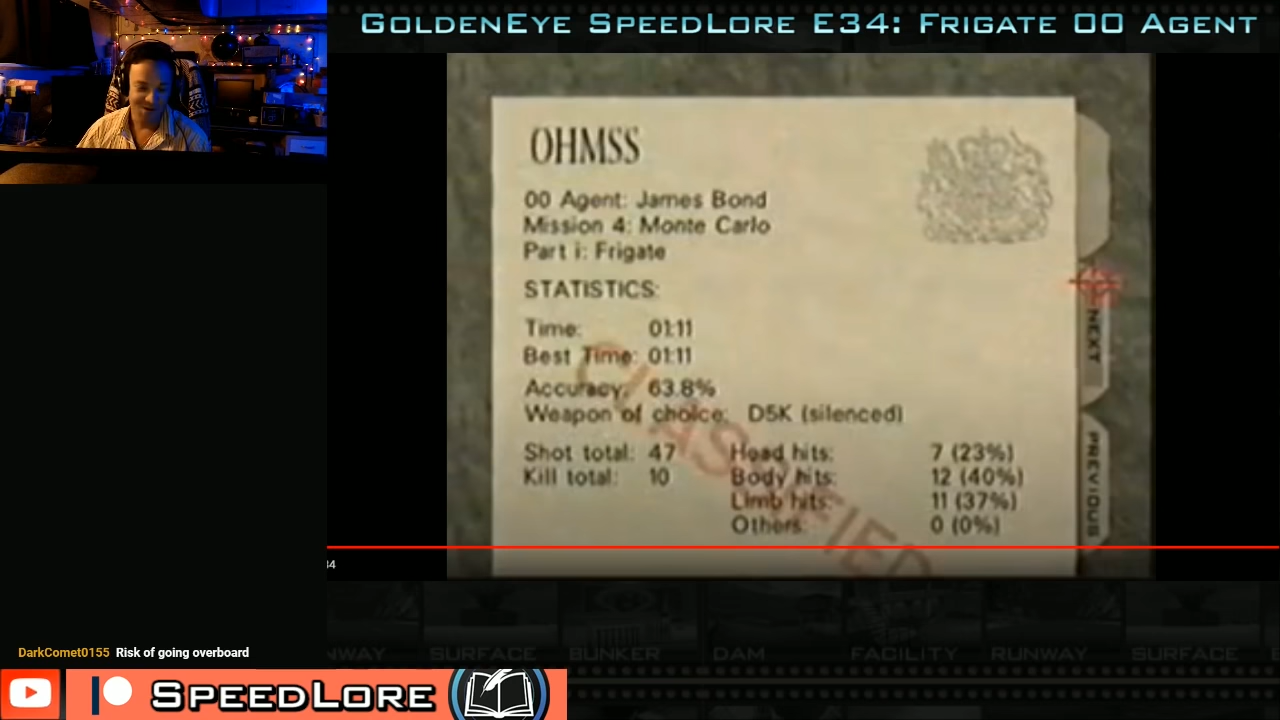 GOLDENEYE SPEEDLORE E34: FRIGATE 00 AGENT
OHMSS
00 Agent: James Bond
Mission 4: Monte Carlo
Part i: Frigate
STATISTICS:
Time: 01:11
Best Time: 01:11
Accuracy: 63.8%
Weapon of choice: D5K (silenced)
Shot total: 47
Kill total: 10
Head hits: 7 (23%)
Body hits: 12 (40%)
Limb hits: 11 (37%)
Others: 0 (0%)
CLASSIFIED
NEXT
PREVIOUS
34
NWAY SURFACE BUNKER DAM FACILITY RUNWAY SURFACE
DarkComet0155 Risk of going overboard
SPEEDLORE